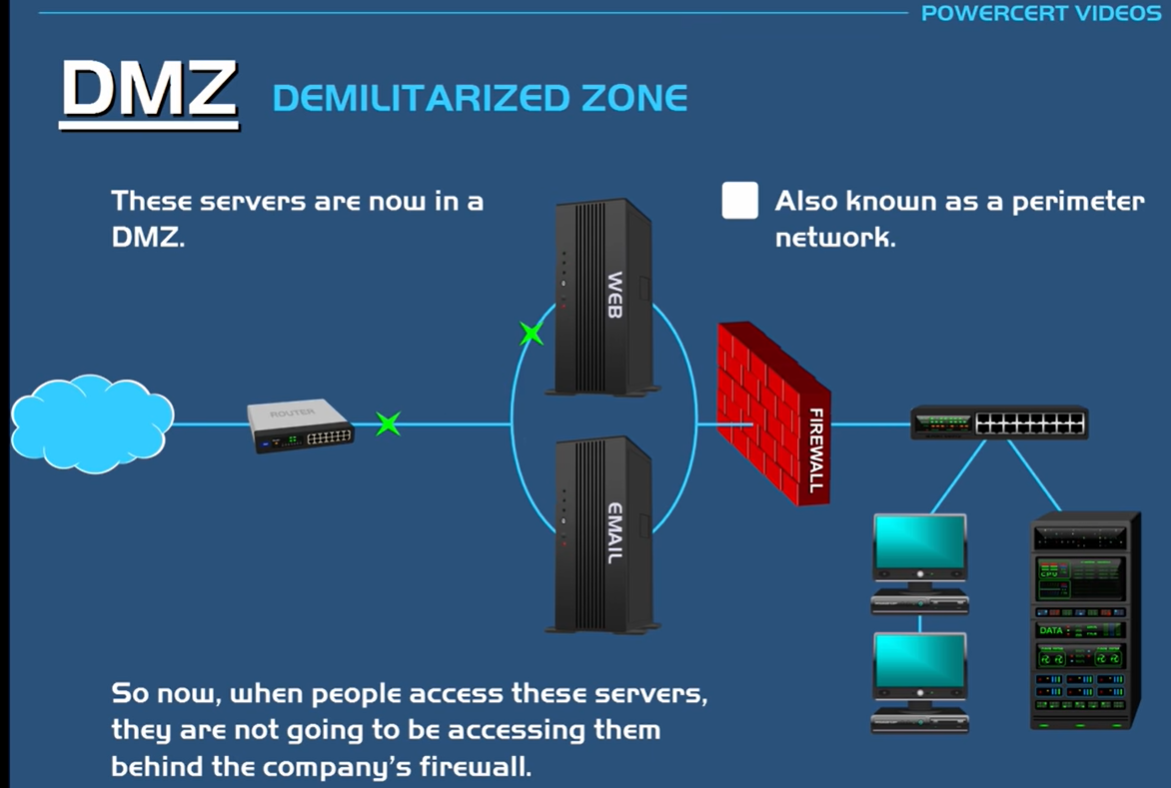 POWERCERT VIDEOS
DMZ DEMILITARIZED ZONE
These servers are now in a
DMZ.
Also known as a perimeter
network.
WEB
ROUTER
FIREWALL
EMAIL
CPU
DATA
So now, when people access these servers,
they are not going to be accessing them
behind the company's firewall.